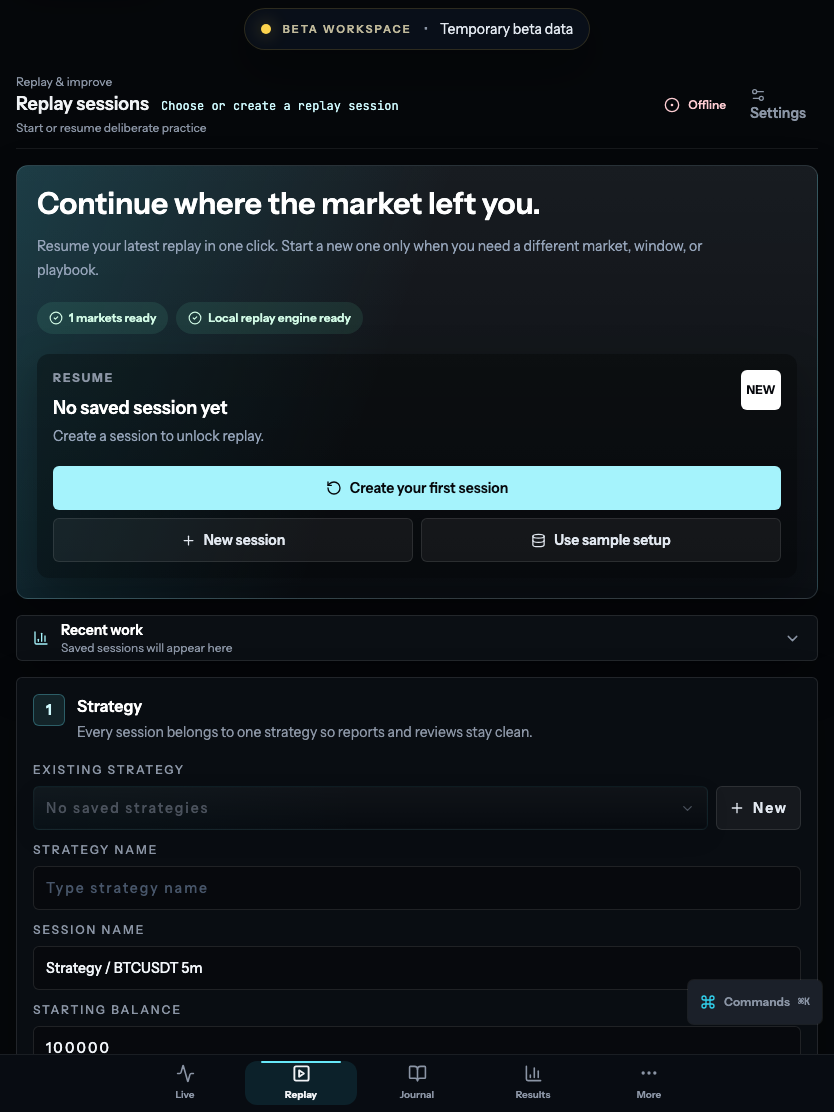 BETA WORKSPACE · Temporary beta data
Replay & improve
Replay sessions Choose or create a replay session
Start or resume deliberate practice
Offline
Settings
Continue where the market left you.
Resume your latest replay in one click. Start a new one only when you need a different market, window, or
playbook.
1 markets ready
Local replay engine ready
RESUME
No saved session yet
Create a session to unlock replay.
NEW
Create your first session
New session
Use sample setup
Recent work
Saved sessions will appear here
1
Strategy
Every session belongs to one strategy so reports and reviews stay clean.
EXISTING STRATEGY
No saved strategies
New
STRATEGY NAME
Type strategy name
SESSION NAME
Strategy / BTCUSDT 5m
STARTING BALANCE
100000
Commands ⌘K
Live
Replay
Journal
Results
More